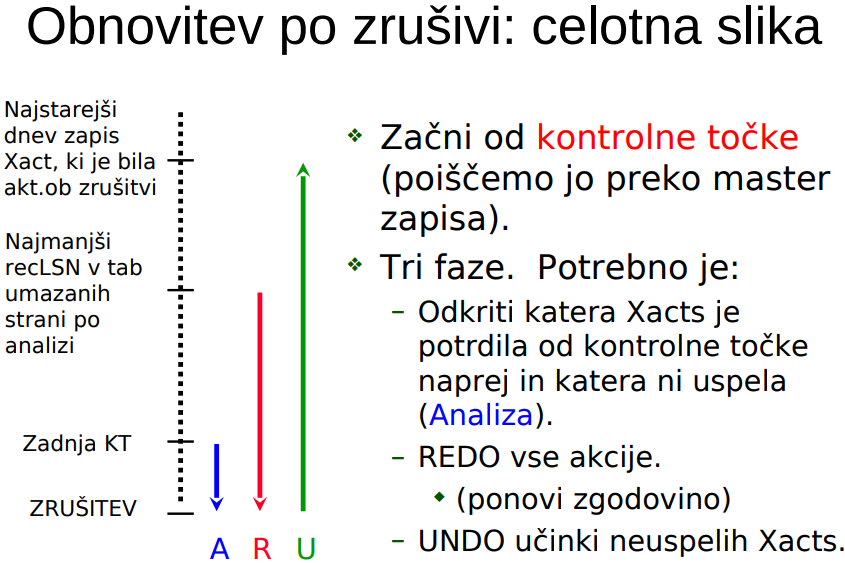 Obnovitev po zrušivi: celotna slika
Najstarejši
dnev zapis
Xact, ki je bila
akt.ob zrušitvi
Najmanjši
recLSN v tab
umazanih
strani po
analizi
Zadnja KT
ZRUŠITEV
A R U
Začni od kontrolne točke
(poiščemo jo preko master
zapisa).
Tri faze. Potrebno je:
– Odkriti katera Xacts je
potrdila od kontrolne točke
naprej in katera ni uspela
(Analiza).
– REDO vse akcije.
(ponovi zgodovino)
– UNDO učinki neuspelih Xacts.